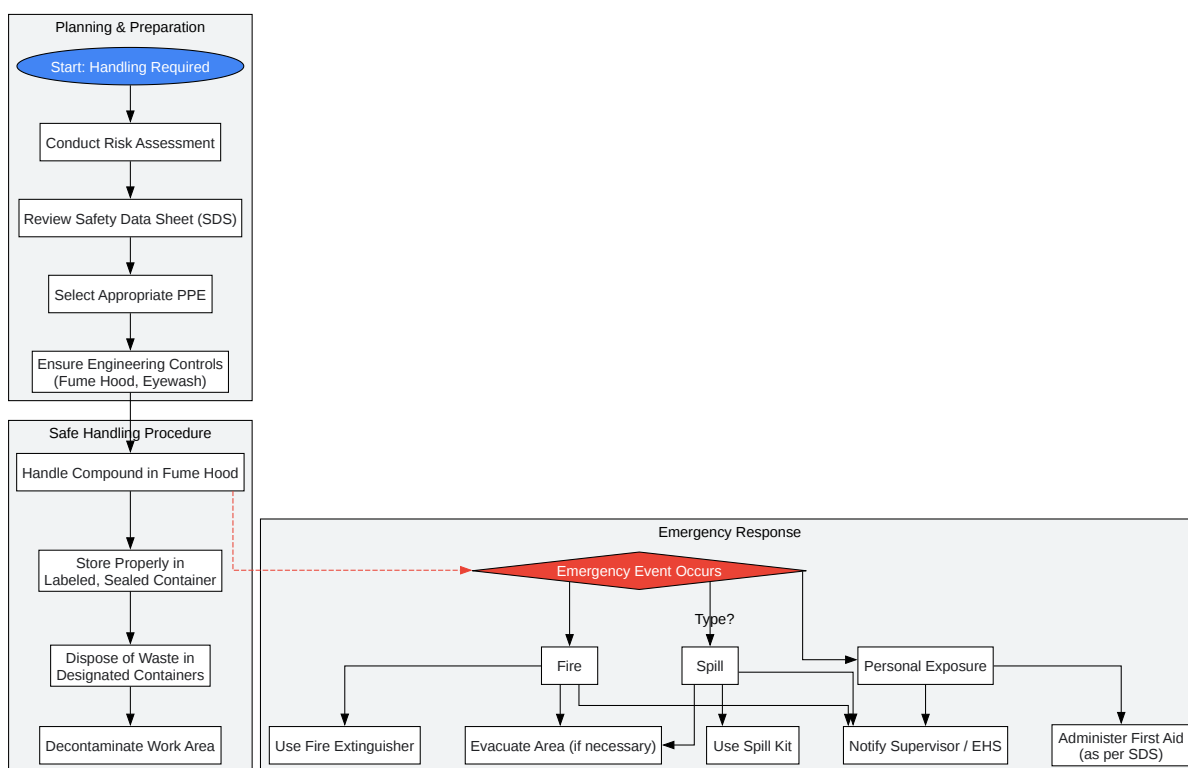 Planning & Preparation
Start: Handling Required
Conduct Risk Assessment
Review Safety Data Sheet (SDS)
Select Appropriate PPE
Ensure Engineering Controls
(Fume Hood, Eyewash)
Safe Handling Procedure
Handle Compound in Fume Hood
Store Properly in
Labeled, Sealed Container
Dispose of Waste in
Designated Containers
Decontaminate Work Area
Emergency Response
Emergency Event Occurs
Type?
Fire
Spill
Personal Exposure
Use Fire Extinguisher
Evacuate Area (if necessary)
Use Spill Kit
Notify Supervisor / EHS
Administer First Aid
(as per SDS)